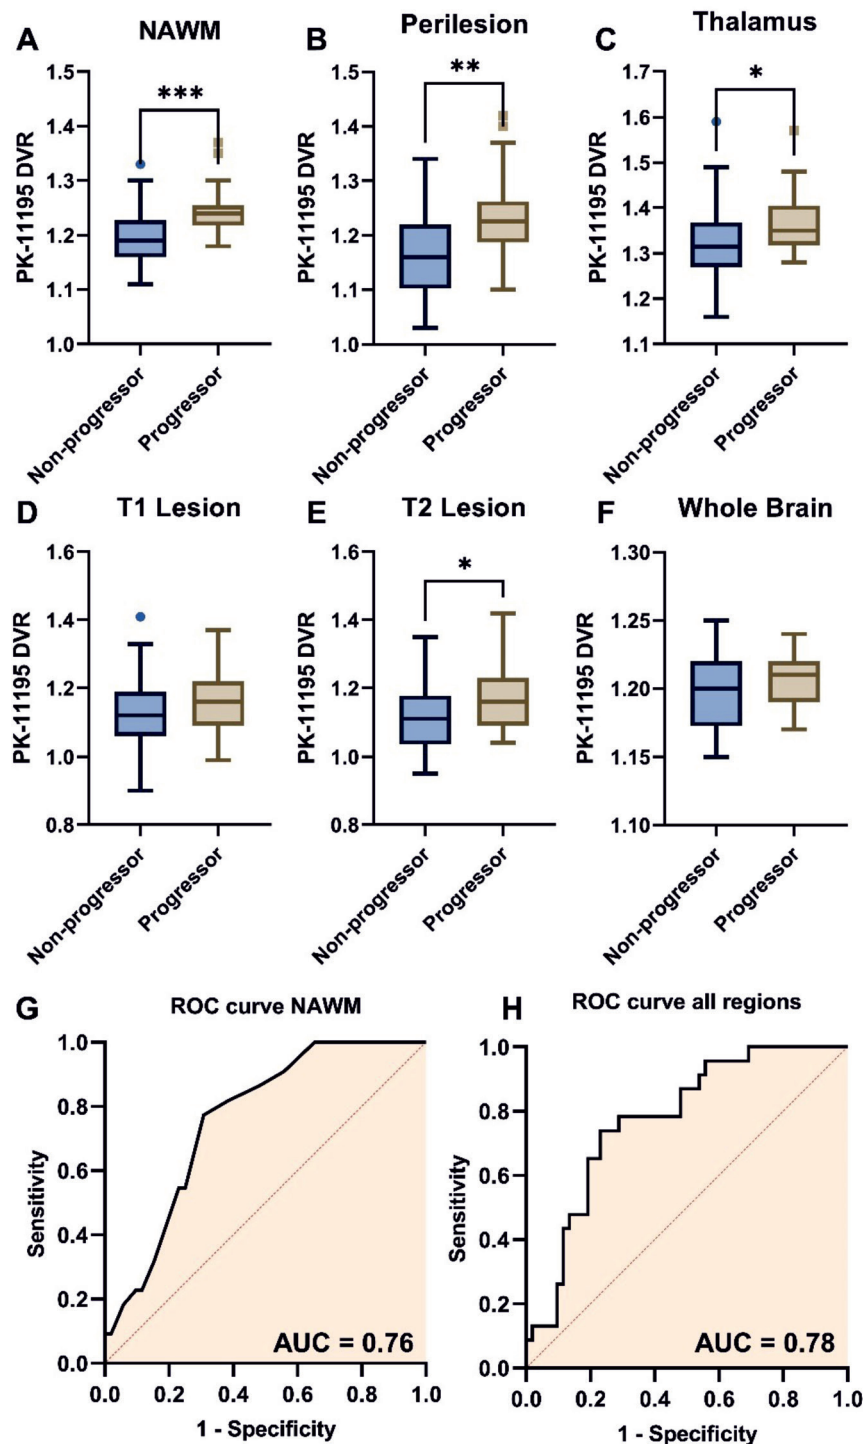 A NAWM
PK-11195 DVR
1.5
1.4
1.3
1.2
1.1
1.0
***
Non-progressor
Progressor
B Perilesion
PK-11195 DVR
1.5
1.4
1.3
1.2
1.1
1.0
**
Non-progressor
Progressor
C Thalamus
PK-11195 DVR
1.7
1.6
1.5
1.4
1.3
1.2
1.1
*
Non-progressor
Progressor
D T1 Lesion
PK-11195 DVR
1.6
1.4
1.2
1.0
0.8
Non-progressor
Progressor
E T2 Lesion
PK-11195 DVR
1.6
1.4
1.2
1.0
0.8
*
Non-progressor
Progressor
F Whole Brain
PK-11195 DVR
1.30
1.25
1.20
1.15
1.10
Non-progressor
Progressor
G ROC curve NAWM
Sensitivity
1.0
0.8
0.6
0.4
0.2
0.0
AUC = 0.76
0.0 0.2 0.4 0.6 0.8 1.0
1 - Specificity
H ROC curve all regions
Sensitivity
1.0
0.8
0.6
0.4
0.2
0.0
AUC = 0.78
0.0 0.2 0.4 0.6 0.8 1.0
1 - Specificity